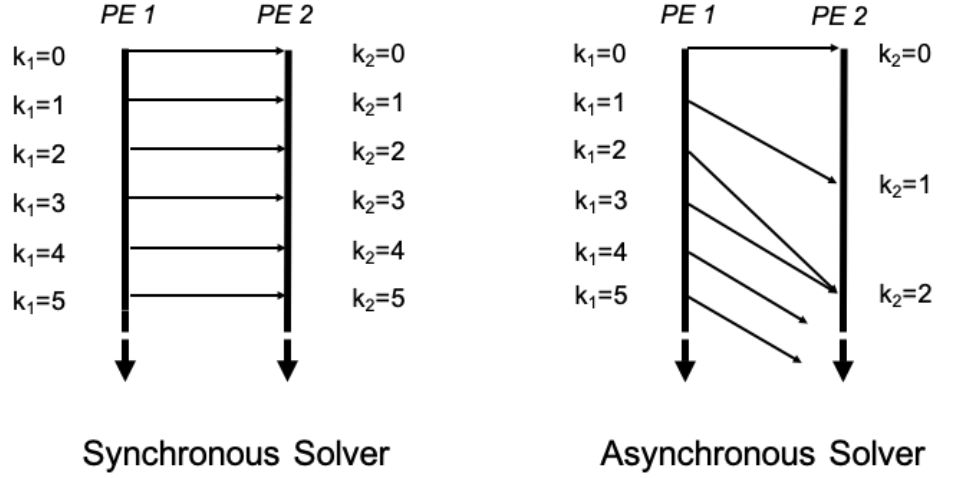 PE 1 PE 2 PE 1 PE 2
k₁=0 k₂=0 k₁=0 k₂=0
k₁=1 k₂=1 k₁=1
k₁=2 k₂=2 k₁=2
k₂=1
k₁=3 k₂=3 k₁=3
k₁=4 k₂=4 k₁=4
k₁=5 k₂=5 k₁=5 k₂=2
Synchronous Solver Asynchronous Solver